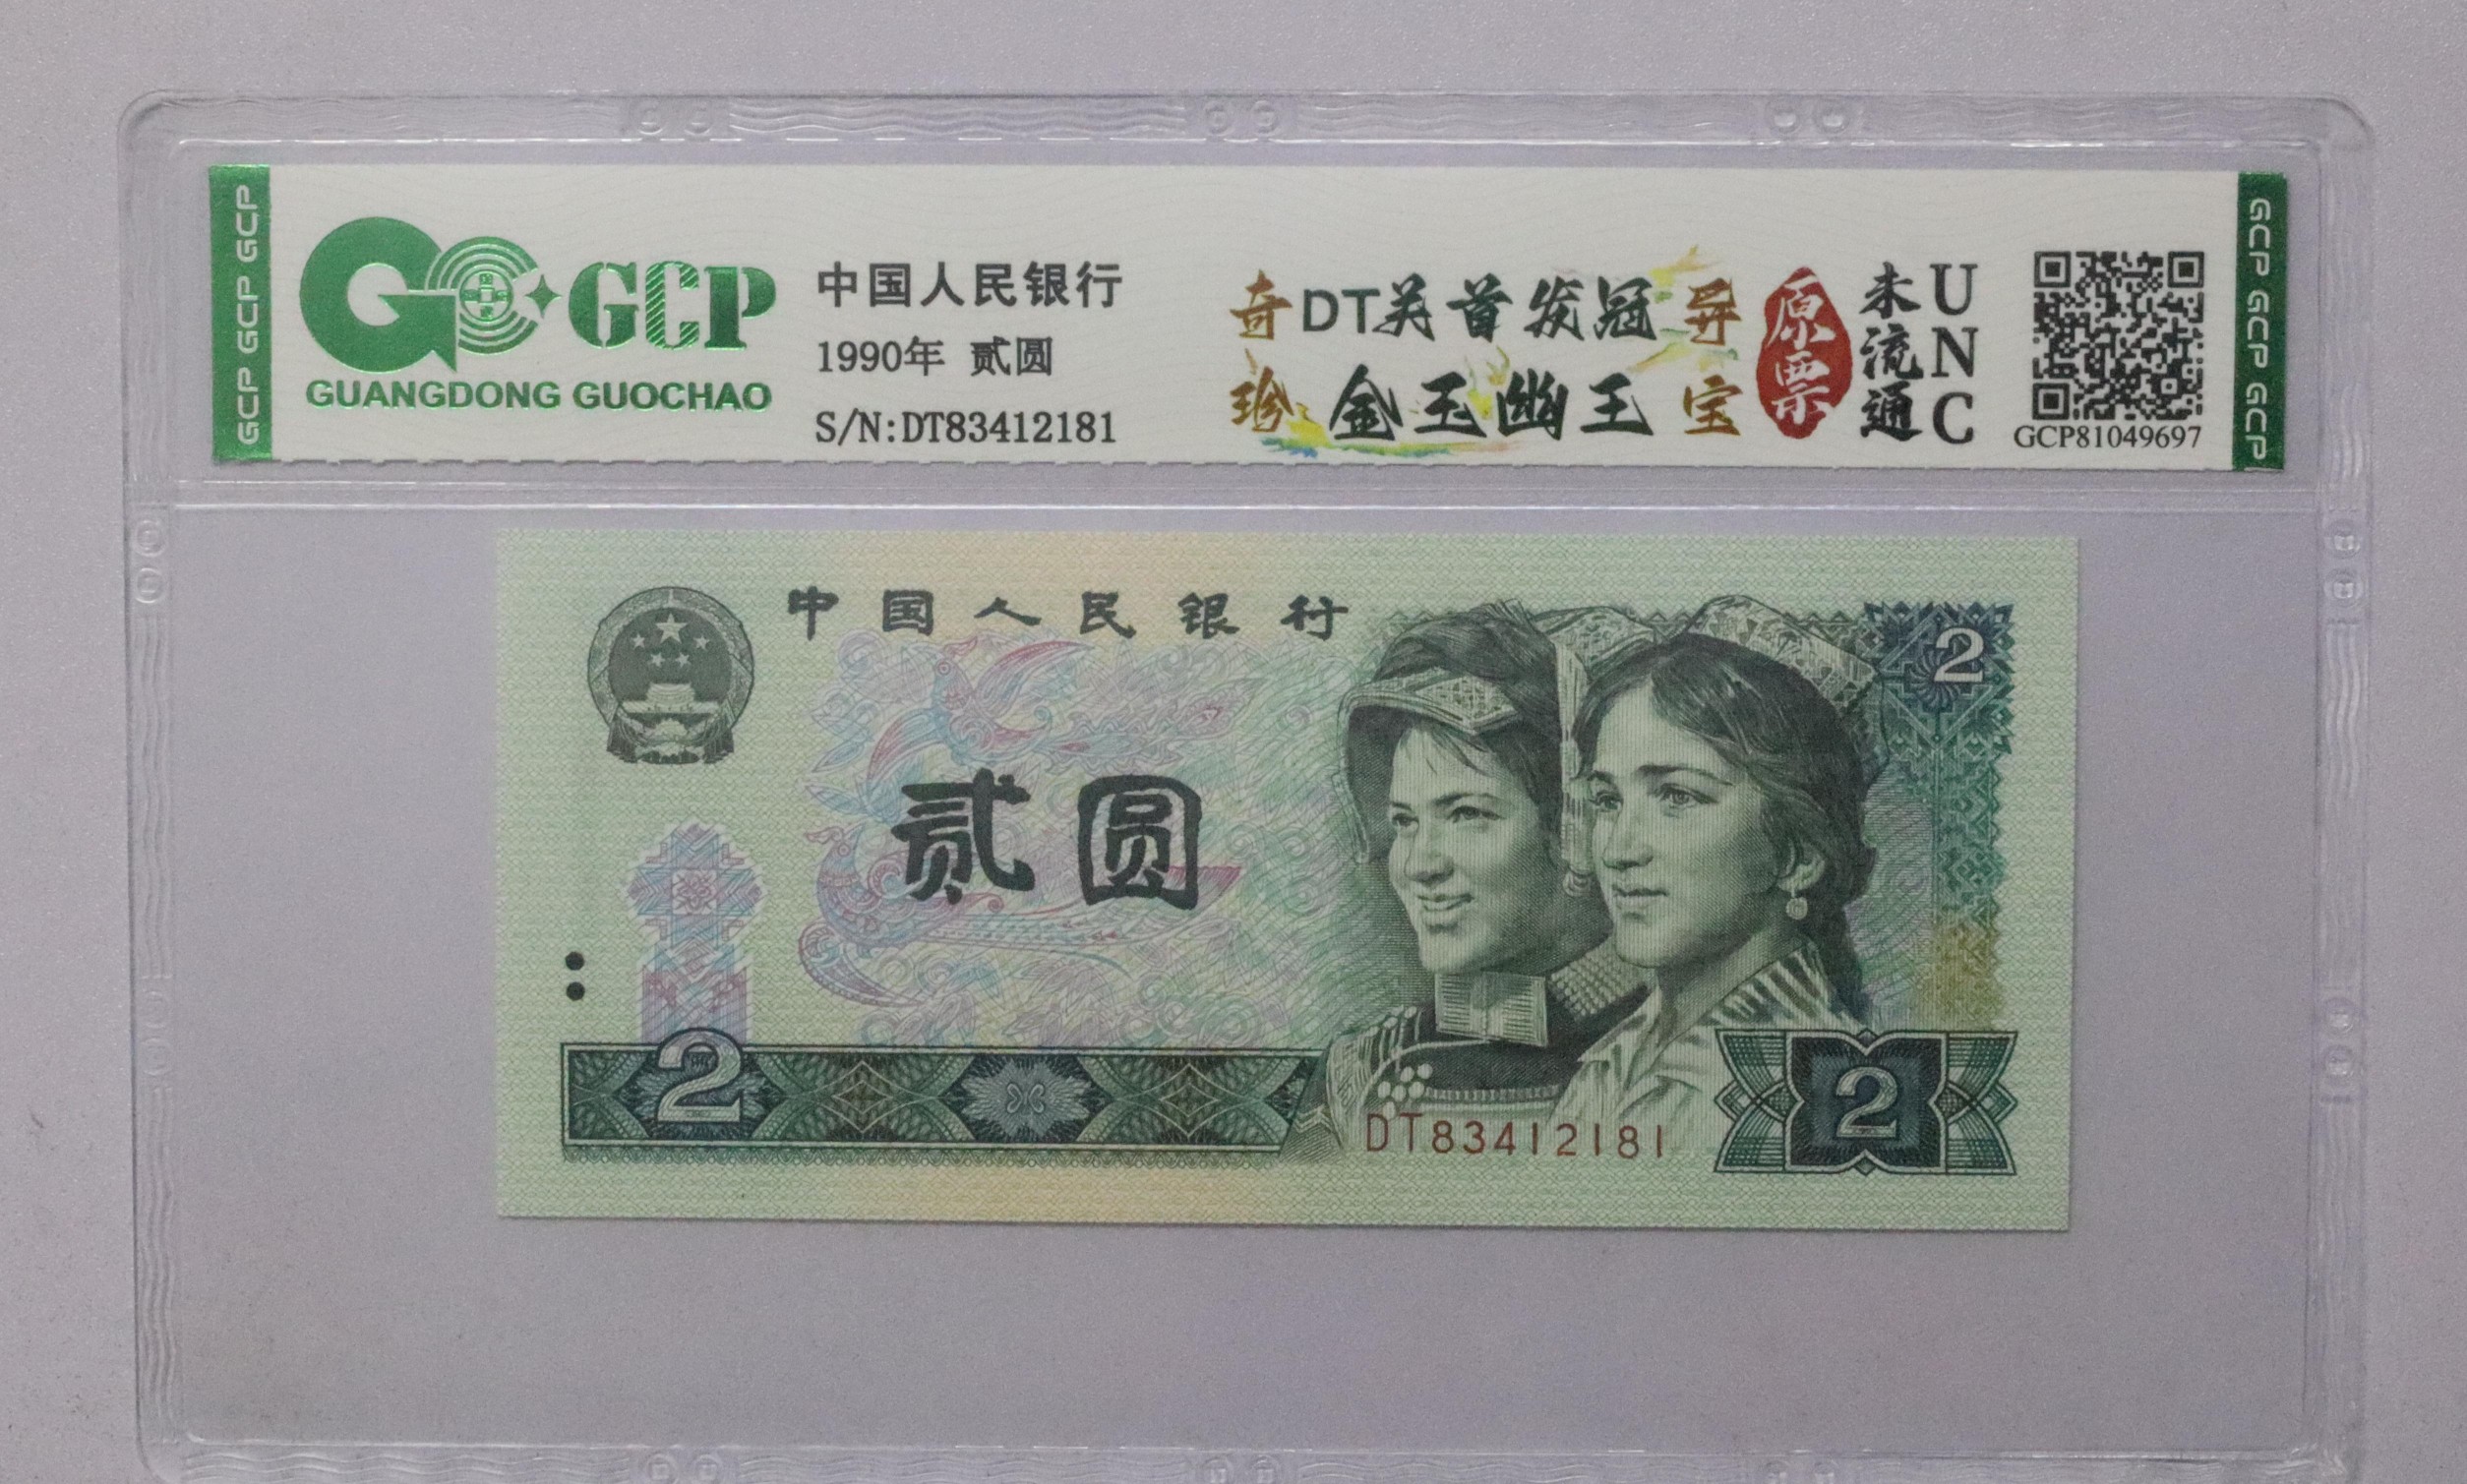 GCP GCP GCP
GCP
GUANGDONG GUOCHAO
中国人民银行
1990年 贰圆
S/N:DT83412181
奇DT关首发冠异
珍金玉幽王宝
原票
未流通
UNC
GCP81049697
GCP GCP GCP
中国人民银行
2
贰圆
2
DT83412181
2